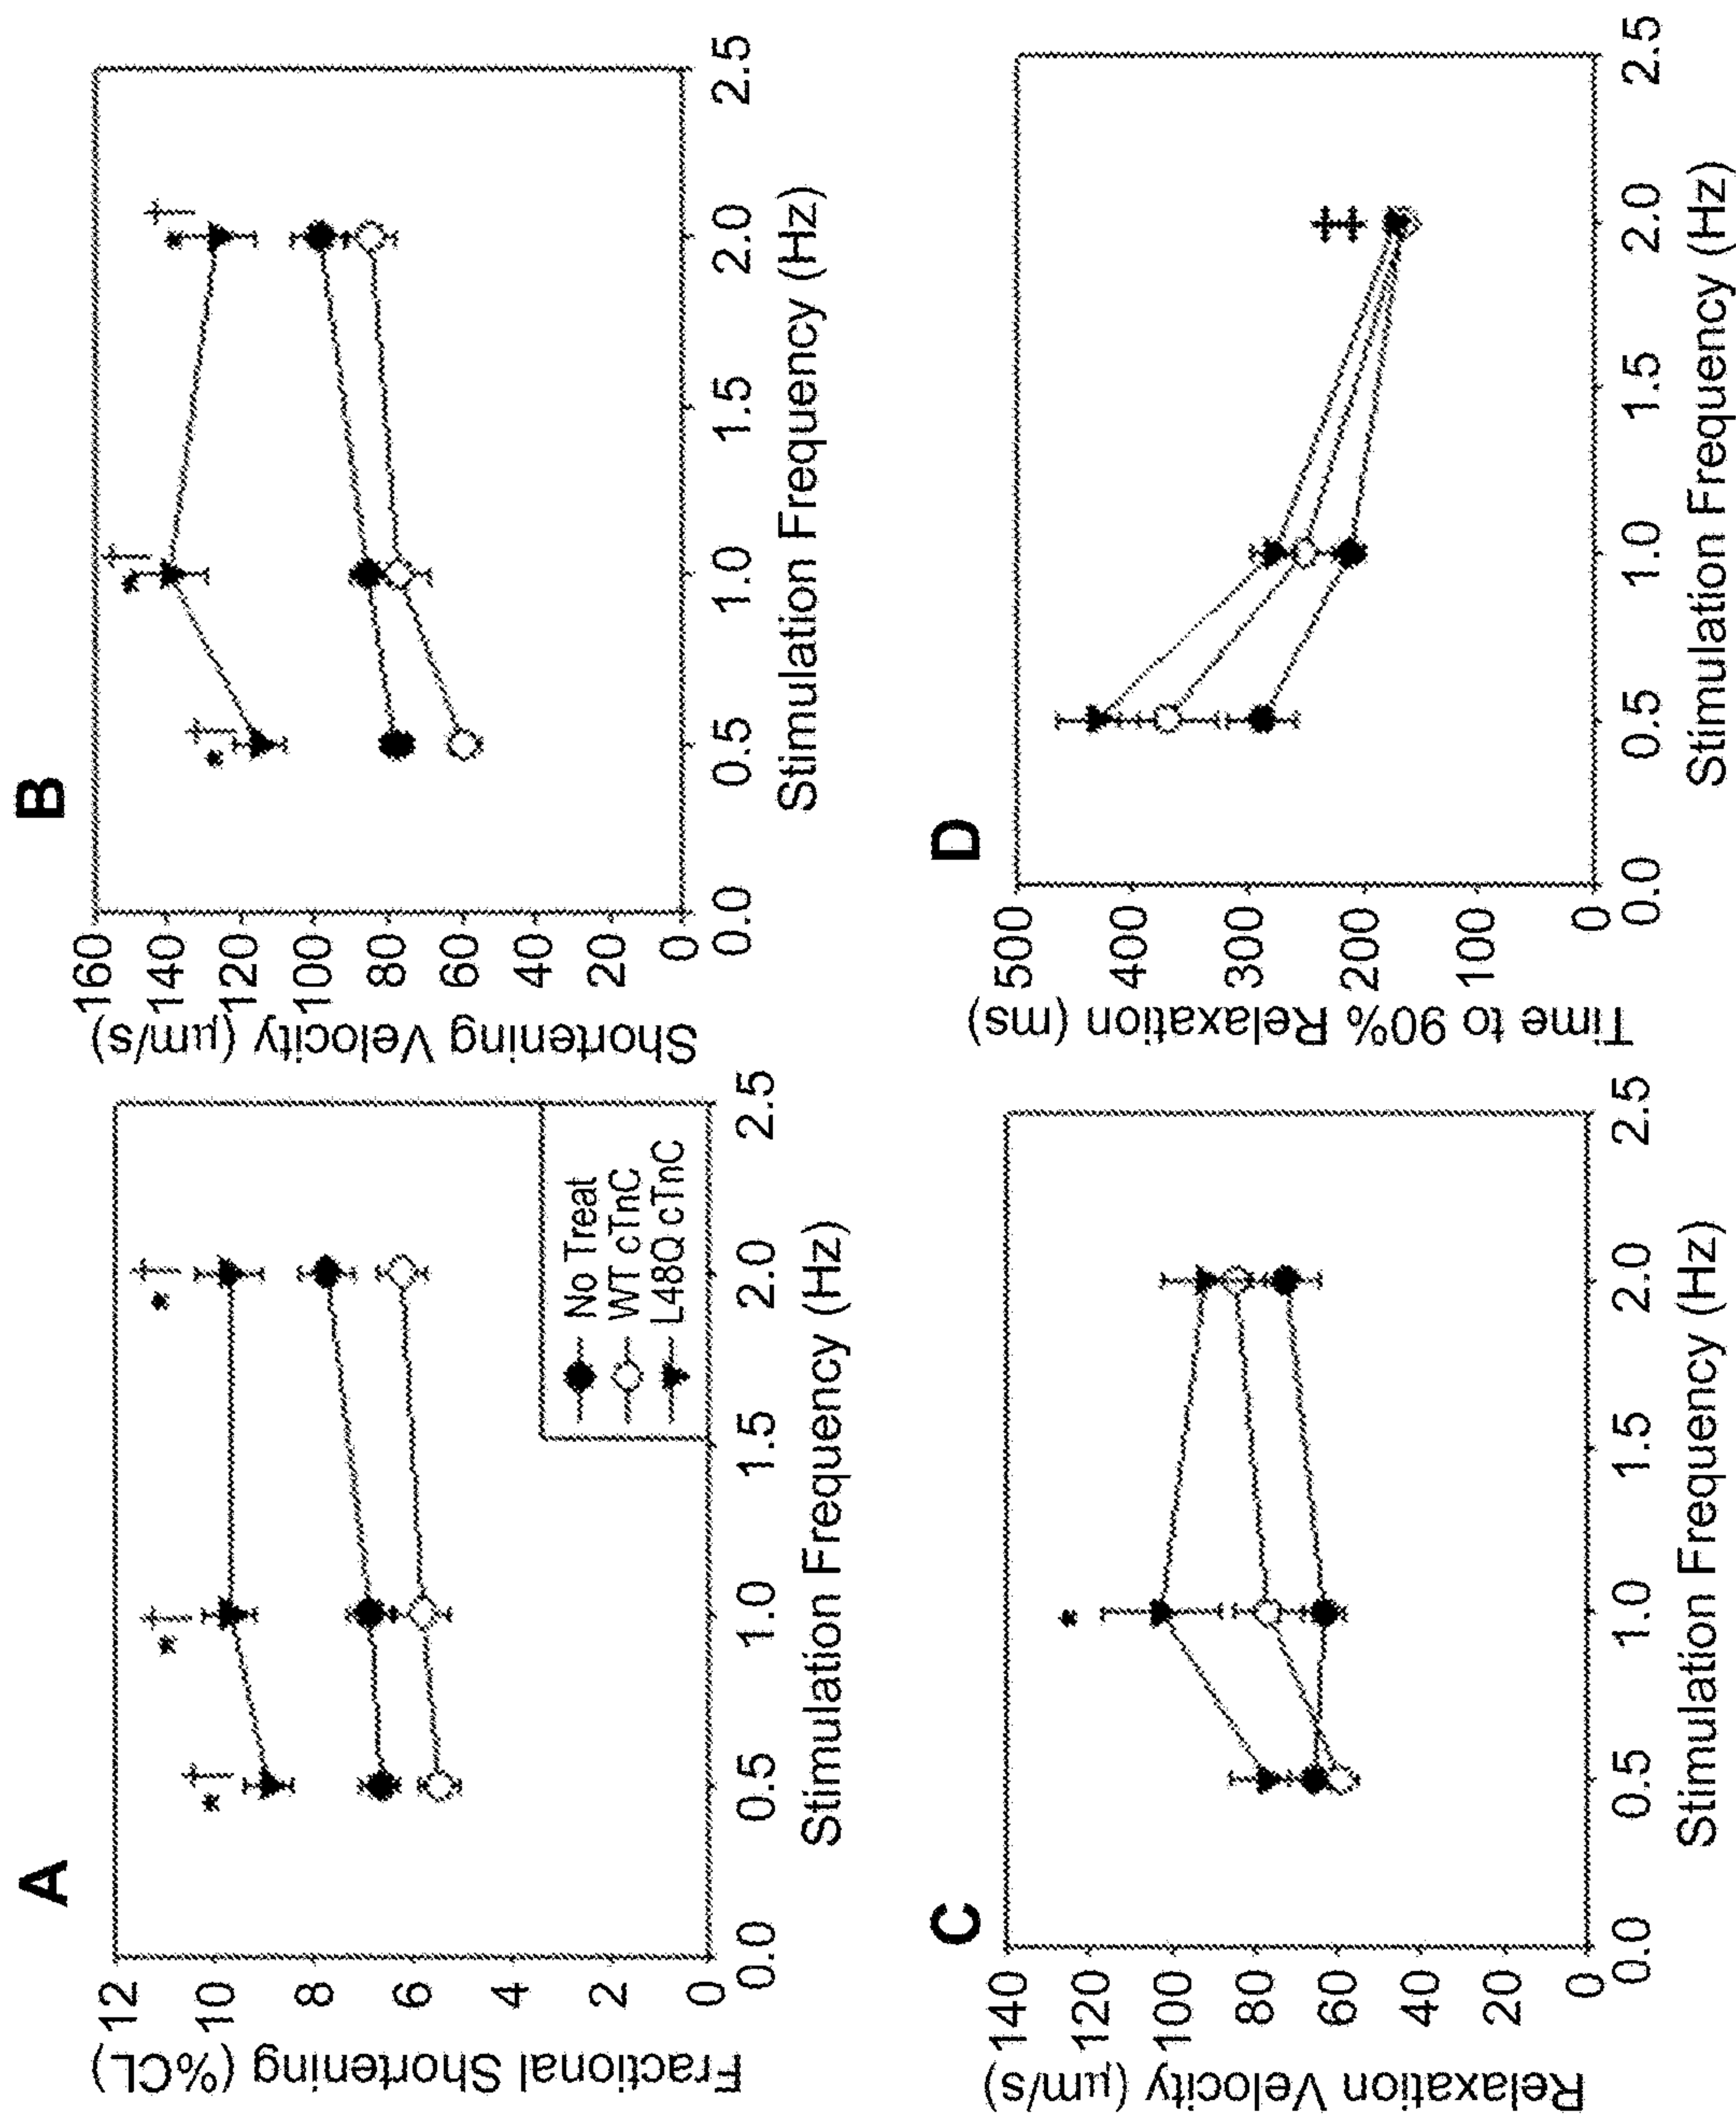 A
Fractional Shortening (%CL)
12
10
8
6
4
2
0
* †
* †
* †
No Treat
WT cTnC
L48Q cTnC
0.0 0.5 1.0 1.5 2.0 2.5
Stimulation Frequency (Hz)
B
Shortening Velocity (μm/s)
160
140
120
100
80
60
40
20
0
* †
* †
* †
0.0 0.5 1.0 1.5 2.0 2.5
Stimulation Frequency (Hz)
C
Relaxation Velocity (μm/s)
140
120
100
80
60
40
20
0
*
0.0 0.5 1.0 1.5 2.0 2.5
Stimulation Frequency (Hz)
D
Time to 90% Relaxation (ms)
500
400
300
200
100
0
‡
0.0 0.5 1.0 1.5 2.0 2.5
Stimulation Frequency (Hz)